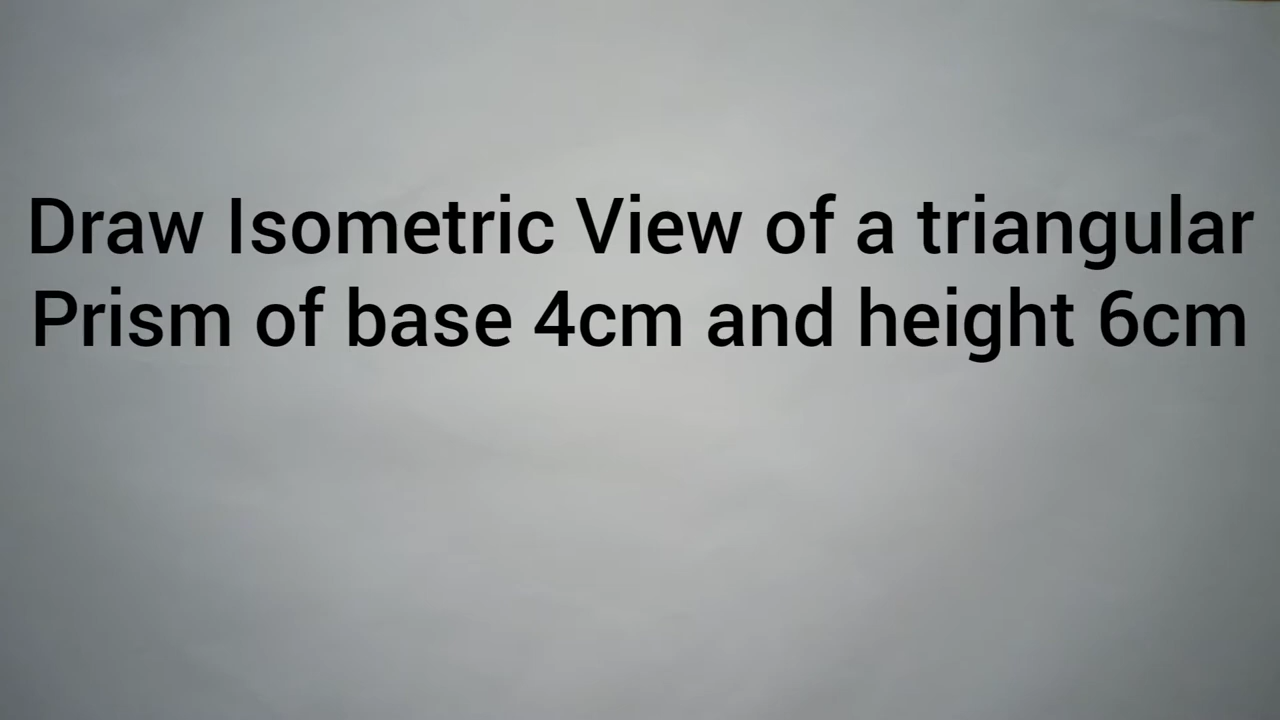 Draw Isometric View of a triangular
Prism of base 4cm and height 6cm